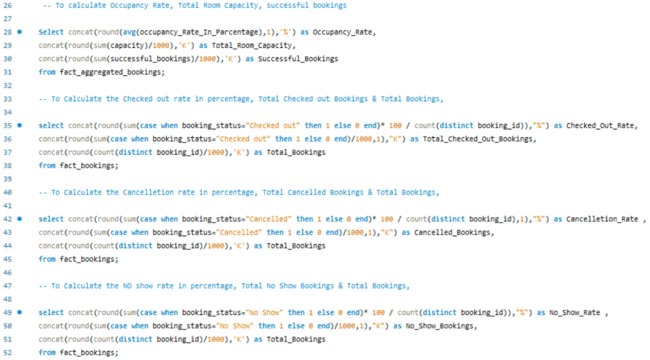 26 -- To calculate Occupancy Rate, Total Room Capacity, successful bookings
27
28 Select concat(round(avg(occupancy_Rate_In_Parcentage),1),'%') as Occupancy_Rate,
29 concat(round(sum(capacity)/1000),'K') as Total_Room_Capacity,
30 concat(round(sum(successful_bookings)/1000),'K') as Successful_Bookings
31 from fact_aggregated_bookings;
32
33 -- To Calculate the Checked out rate in percentage, Total Checked out Bookings & Total Bookings,
34
35 select concat(round(sum(case when booking_status="Checked out" then 1 else 0 end)* 100 / count(distinct booking_id)),"%") as Checked_Out_Rate,
36 concat(round(sum(case when booking_status="Checked out" then 1 else 0 end)/1000,1),"K") as Total_Checked_Out_Bookings,
37 concat(round(count(distinct booking_id)/1000),'K') as Total_Bookings
38 from fact_bookings;
39
40 -- To Calculate the Cancelletion rate in percentage, Total Cancelled Bookings & Total Bookings,
41
42 select concat(round(sum(case when booking_status="Cancelled" then 1 else 0 end)* 100 / count(distinct booking_id),1),"%") as Cancelletion_Rate ,
43 concat(round(sum(case when booking_status="Cancelled" then 1 else 0 end)/1000,1),"K") as Cancelled_Bookings,
44 concat(round(count(distinct booking_id)/1000),'K') as Total_Bookings
45 from fact_bookings;
46
47 -- To Calculate the NO show rate in percentage, Total No Show Bookings & Total Bookings,
48
49 select concat(round(sum(case when booking_status="No Show" then 1 else 0 end)* 100 / count(distinct booking_id)),"%") as No_Show_Rate ,
50 concat(round(sum(case when booking_status="No Show" then 1 else 0 end)/1000,1),"K") as No_Show_Bookings,
51 concat(round(count(distinct booking_id)/1000),'K') as Total_Bookings
52 from fact_bookings;